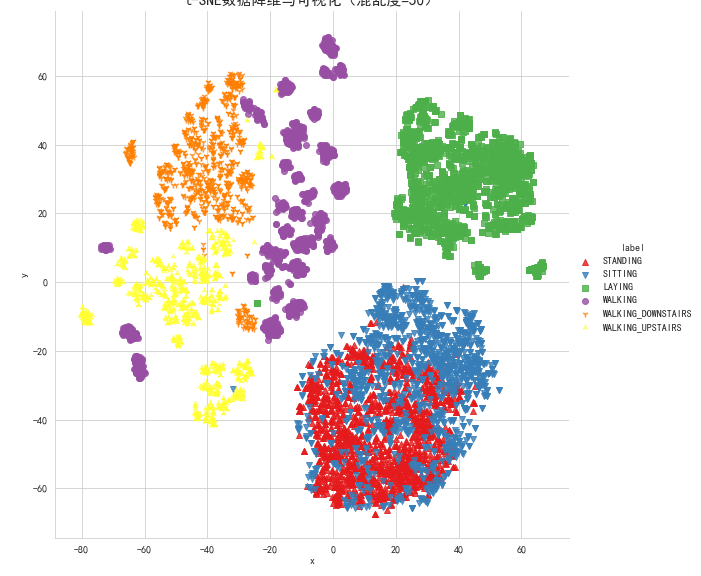 t-SNE数据降维与可视化（混乱度=50）
60
40
20
0
−20
−40
−60
y
−80
−60
−40
−20
0
20
40
60
x
label
STANDING
SITTING
LAYING
WALKING
WALKING_DOWNSTAIRS
WALKING_UPSTAIRS